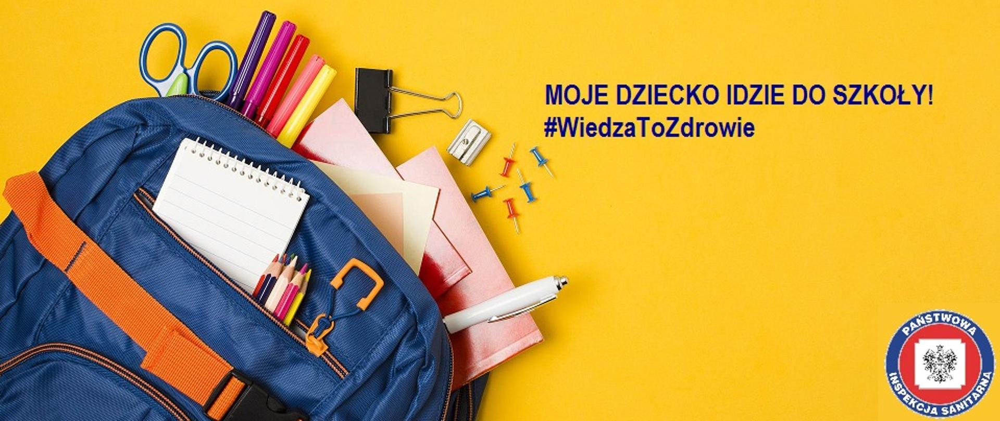 MOJE DZIECKO IDZIE DO SZKOŁY!
#WiedzaToZdrowie
PAŃSTWOWA
INSPEKCJA SANITARNA